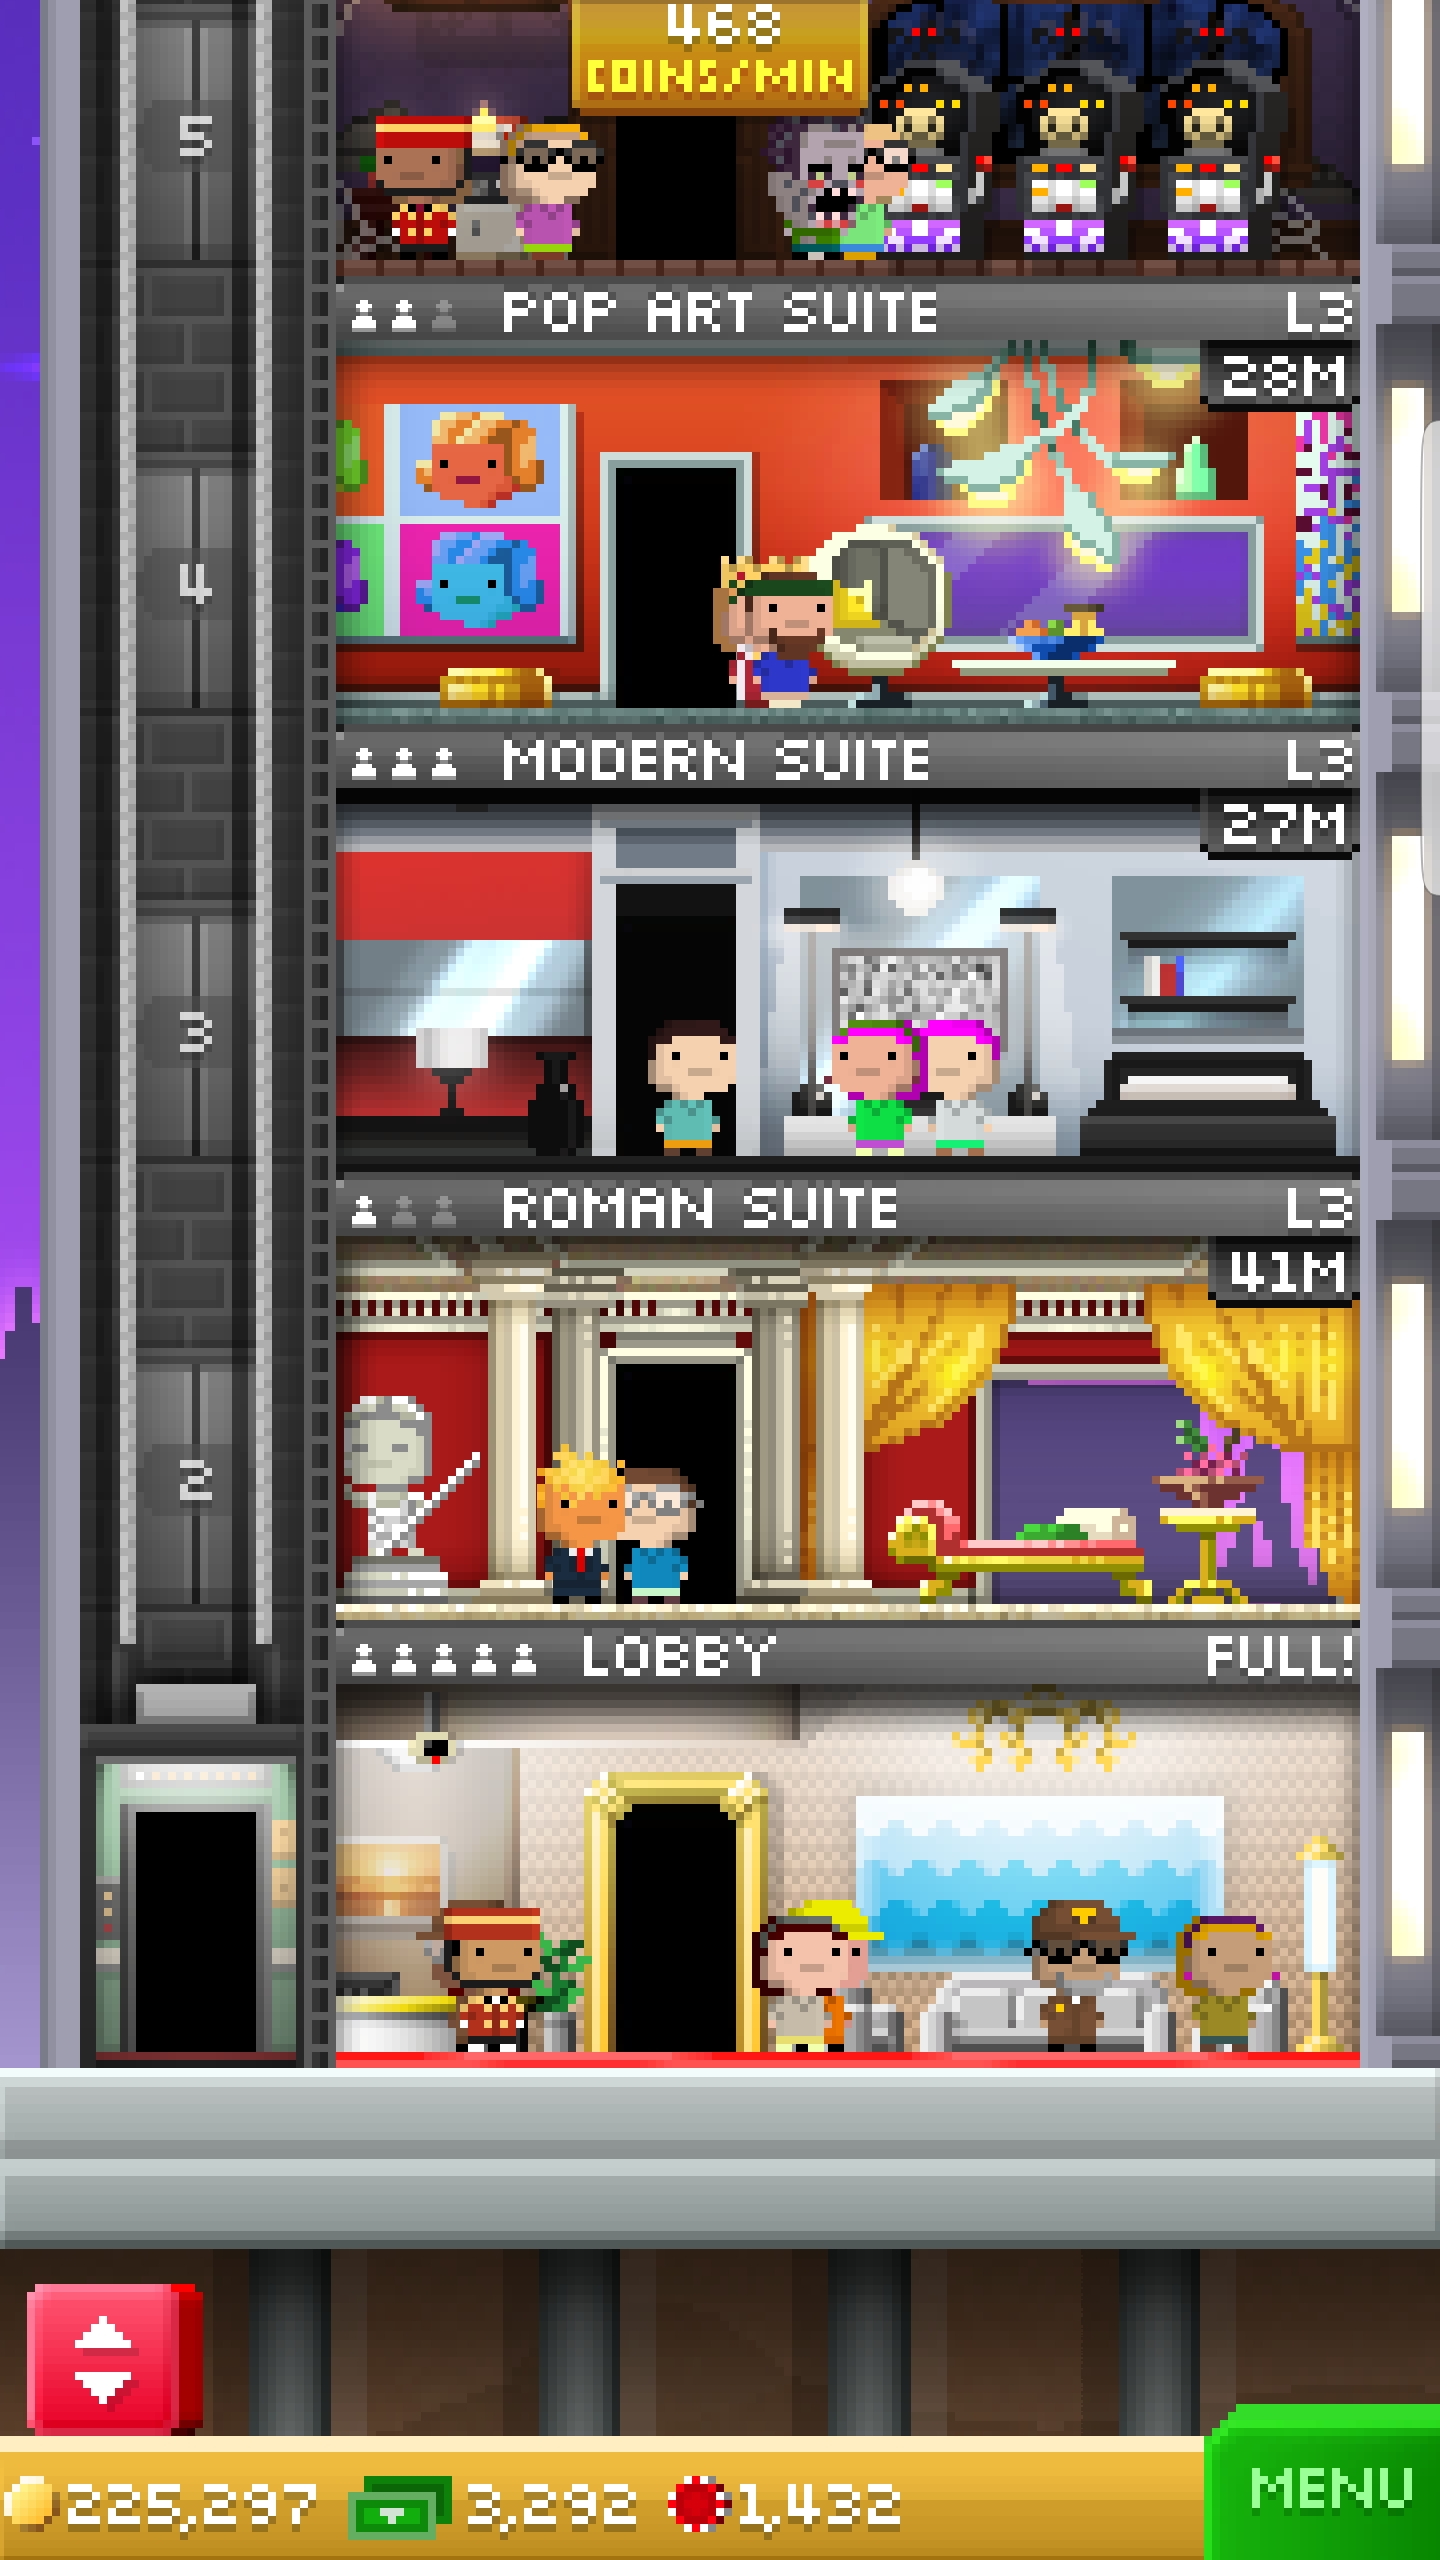 468
COINS/MIN
5
POP ART SUITE L3
28M
4
MODERN SUITE L3
27M
3
ROMAN SUITE L3
41M
2
LOBBY FULL!
225,297 3,292 1,432
MENU